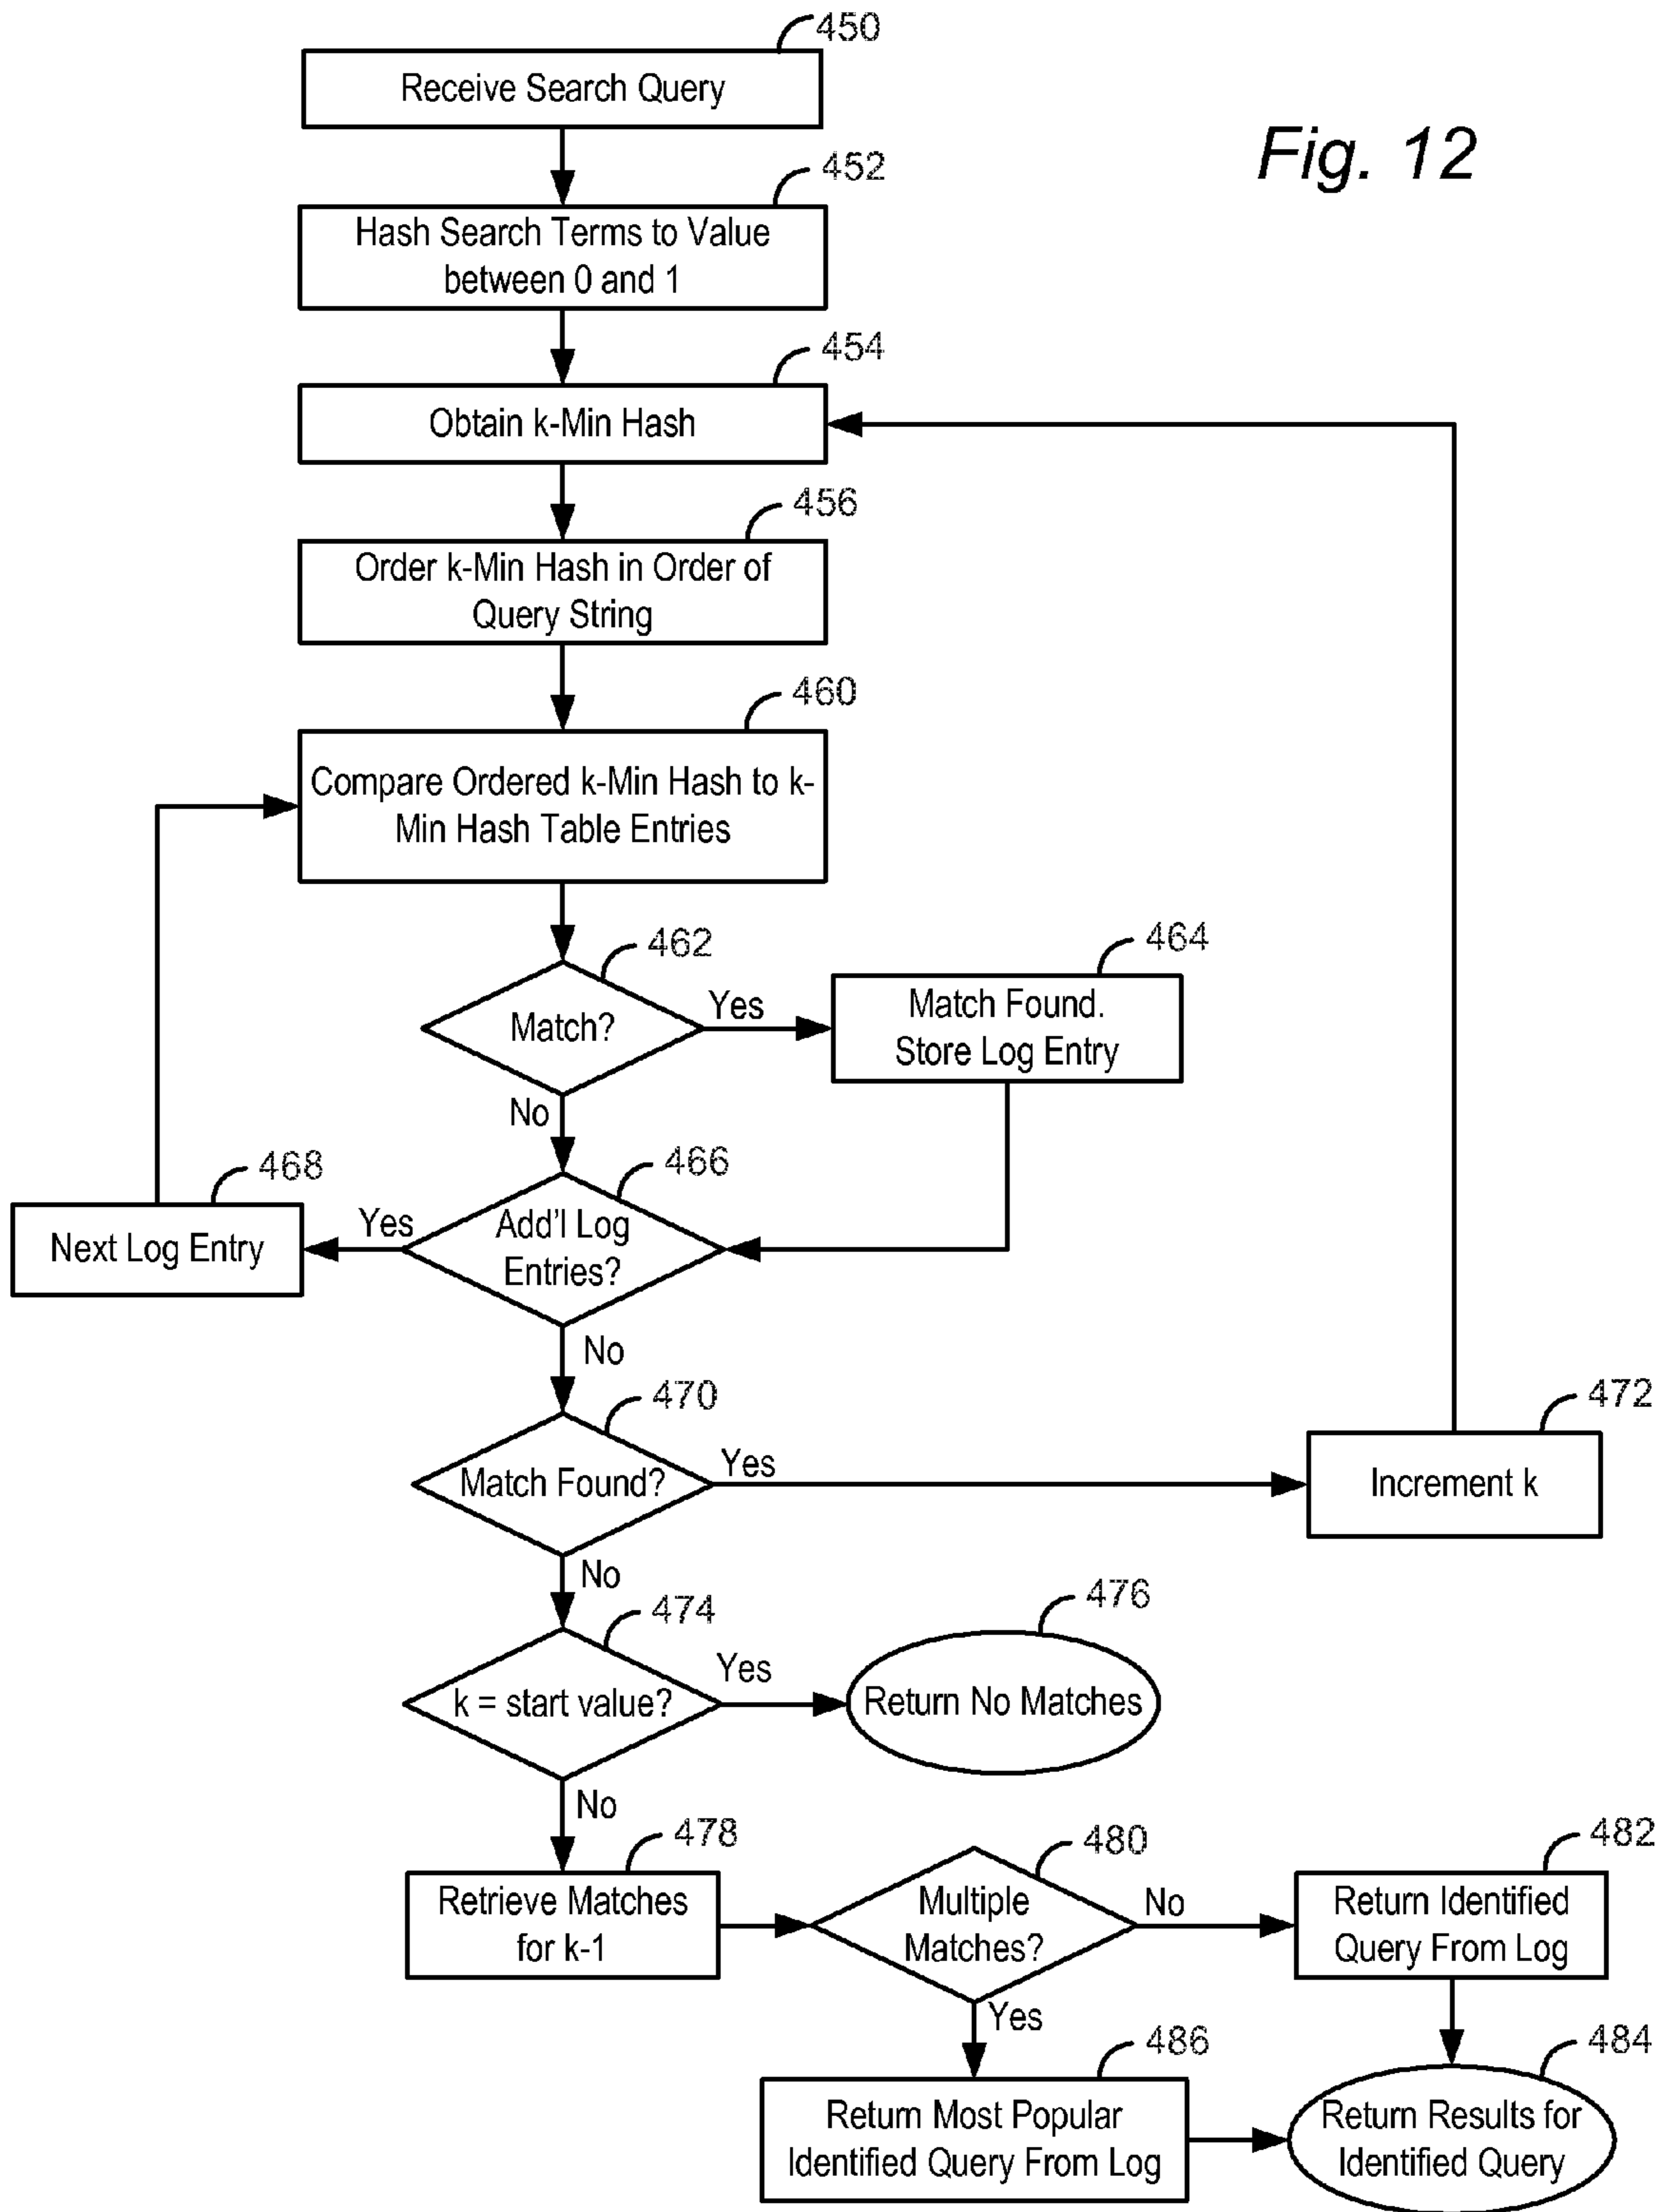 450
Receive Search Query
Fig. 12
452
Hash Search Terms to Value
between 0 and 1
454
Obtain k-Min Hash
456
Order k-Min Hash in Order of
Query String
460
Compare Ordered k-Min Hash to k-
Min Hash Table Entries
462
Match?
Yes
464
Match Found.
Store Log Entry
No
466
Add'l Log
Entries?
Yes
468
Next Log Entry
No
470
Match Found?
Yes
472
Increment k
No
474
k = start value?
Yes
476
Return No Matches
No
478
Retrieve Matches
for k-1
480
Multiple
Matches?
No
482
Return Identified
Query From Log
Yes
486
Return Most Popular
Identified Query From Log
484
Return Results for
Identified Query